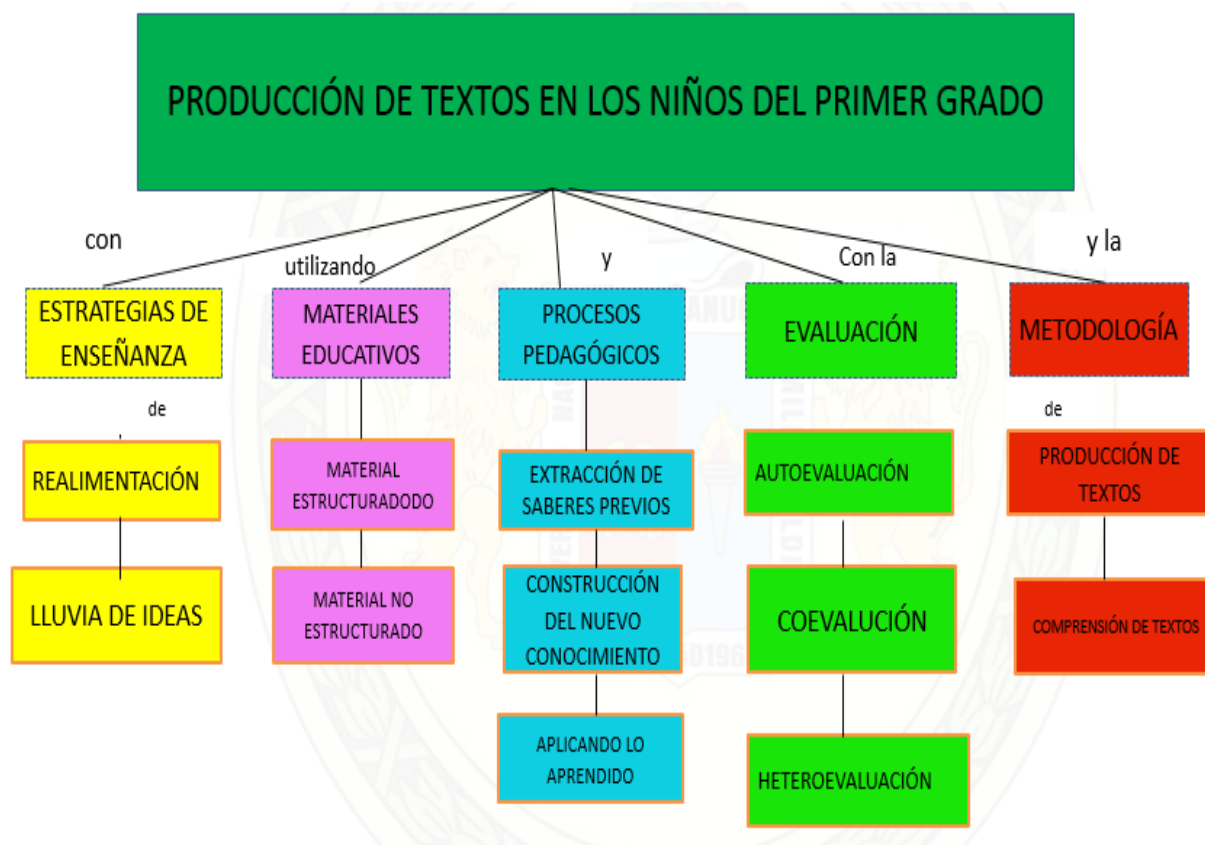 PRODUCCIÓN DE TEXTOS EN LOS NIÑOS DEL PRIMER GRADO
con
utilizando
y
Con la
y la
ESTRATEGIAS DE
ENSEÑANZA
MATERIALES
EDUCATIVOS
PROCESOS
PEDAGÓGICOS
EVALUACIÓN
METODOLOGÍA
de
de
REALIMENTACIÓN
MATERIAL
ESTRUCTURADODO
EXTRACCIÓN DE
SABERES PREVIOS
AUTOEVALUACIÓN
PRODUCCIÓN DE
TEXTOS
LLUVIA DE IDEAS
MATERIAL NO
ESTRUCTURADO
CONSTRUCCIÓN
DEL NUEVO
CONOCIMIENTO
COEVALUCIÓN
COMPRENSIÓN DE TEXTOS
APLICANDO LO
APRENDIDO
HETEROEVALUACIÓN